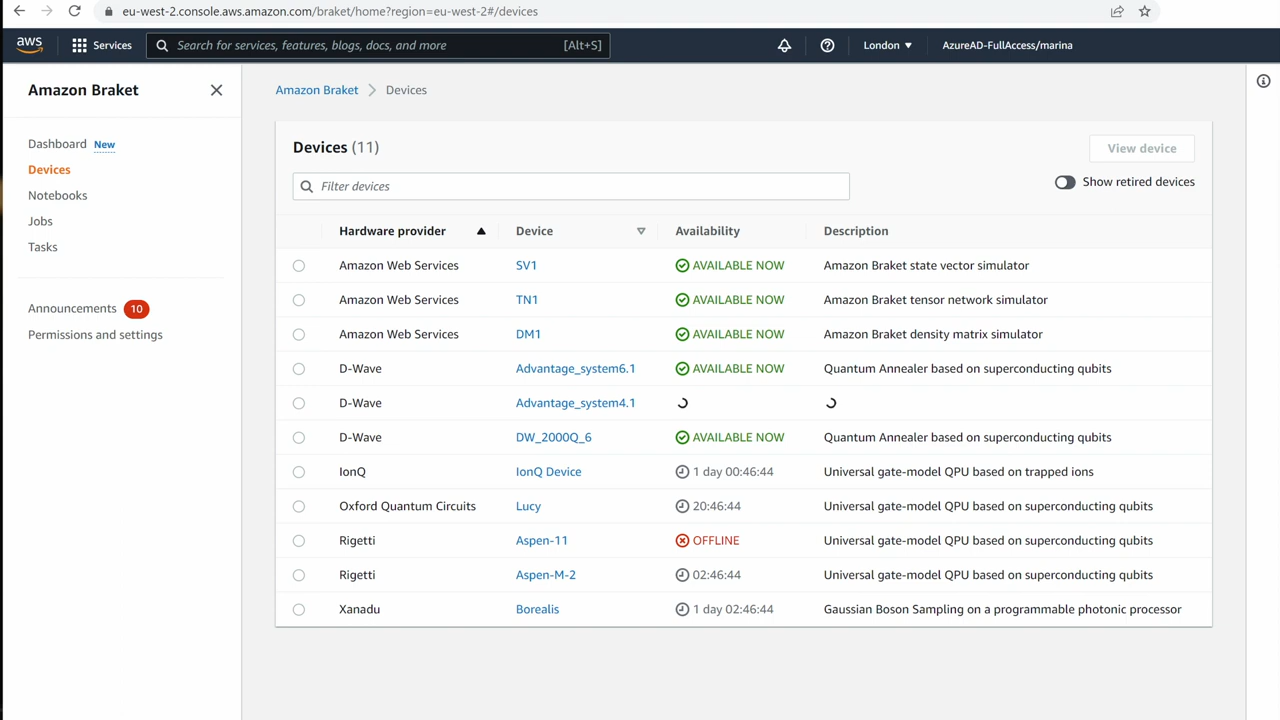 eu-west-2.console.aws.amazon.com/braket/home?region=eu-west-2#/devices
aws Services Search for services, features, blogs, docs, and more [Alt+S] London AzureAD-FullAccess/marina
Amazon Braket
Dashboard New
Devices
Notebooks
Jobs
Tasks
Announcements 10
Permissions and settings
Amazon Braket Devices
Devices (11)
View device
Filter devices
Show retired devices
Hardware provider Device Availability Description
Amazon Web Services SV1 AVAILABLE NOW Amazon Braket state vector simulator
Amazon Web Services TN1 AVAILABLE NOW Amazon Braket tensor network simulator
Amazon Web Services DM1 AVAILABLE NOW Amazon Braket density matrix simulator
D-Wave Advantage_system6.1 AVAILABLE NOW Quantum Annealer based on superconducting qubits
D-Wave Advantage_system4.1
D-Wave DW_2000Q_6 AVAILABLE NOW Quantum Annealer based on superconducting qubits
IonQ IonQ Device 1 day 00:46:44 Universal gate-model QPU based on trapped ions
Oxford Quantum Circuits Lucy 20:46:44 Universal gate-model QPU based on superconducting qubits
Rigetti Aspen-11 OFFLINE Universal gate-model QPU based on superconducting qubits
Rigetti Aspen-M-2 02:46:44 Universal gate-model QPU based on superconducting qubits
Xanadu Borealis 1 day 02:46:44 Gaussian Boson Sampling on a programmable photonic processor